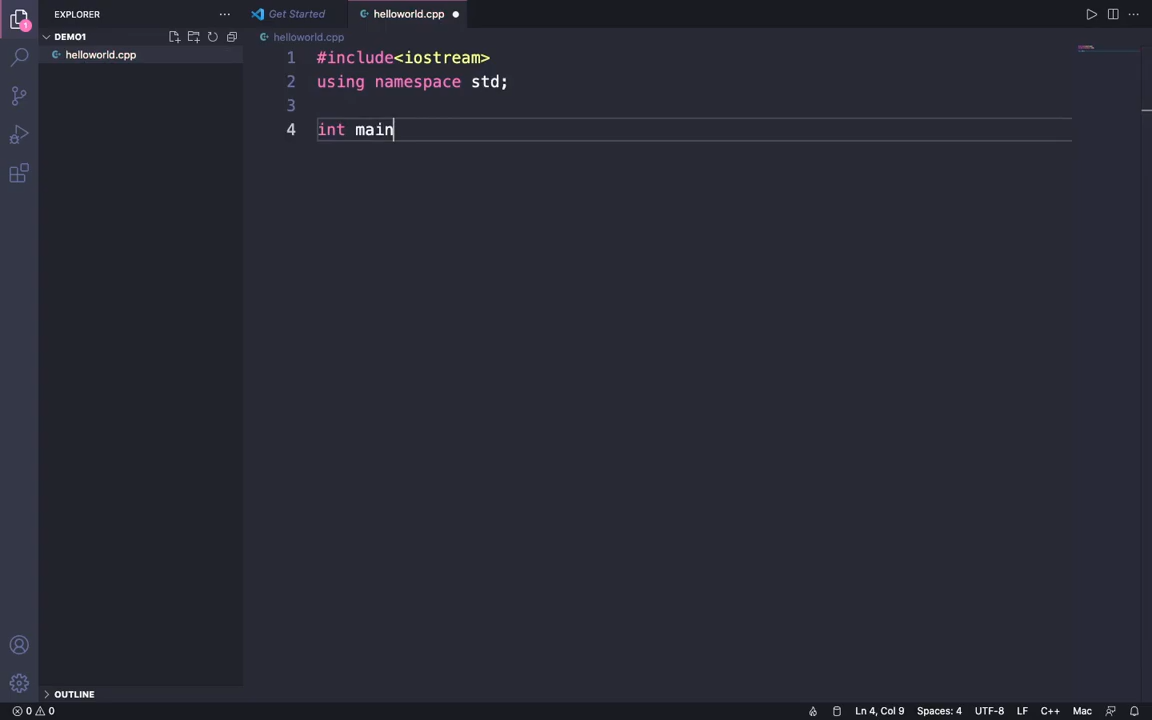 EXPLORER
Get Started
helloworld.cpp
DEMO1
helloworld.cpp
helloworld.cpp
1 #include<iostream>
2 using namespace std;
3
4 int main
1
OUTLINE
0 0
Ln 4, Col 9
Spaces: 4
UTF-8
LF
C++
Mac